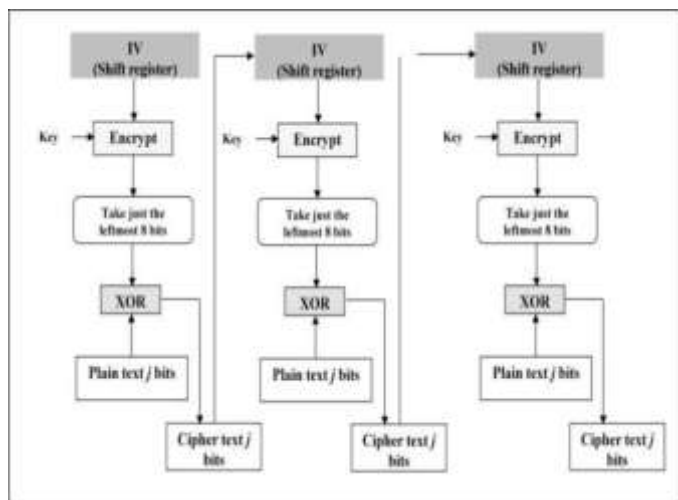 IV
(Shift register)
IV
(Shift register)
IV
(Shift register)
Key
Encrypt
Key
Encrypt
Key
Encrypt
Take just the
leftmost 8 bits
Take just the
leftmost 8 bits
Take just the
leftmost 8 bits
XOR
XOR
XOR
Plain text j bits
Plain text j bits
Plain text j bits
Cipher text j
bits
Cipher text j
bits
Cipher text j
bits